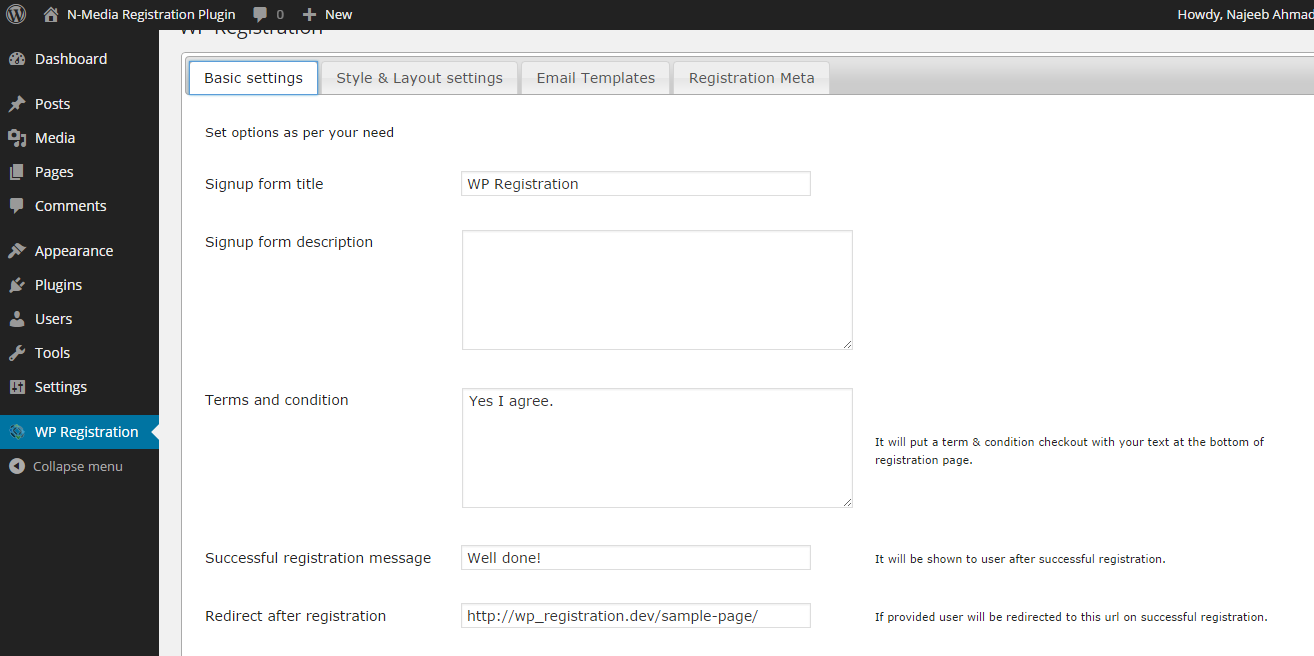 N-Media Registration Plugin 0 New Howdy, Najeeb Ahmad
WP Registration
Dashboard
Posts
Media
Pages
Comments
Appearance
Plugins
Users
Tools
Settings
WP Registration
Collapse menu
Basic settings Style & Layout settings Email Templates Registration Meta
Set options as per your need
Signup form title WP Registration
Signup form description
Terms and condition Yes I agree.
It will put a term & condition checkout with your text at the bottom of
registration page.
Successful registration message Well done! It will be shown to user after successful registration.
Redirect after registration http://wp_registration.dev/sample-page/ If provided user will be redirected to this url on successful registration.